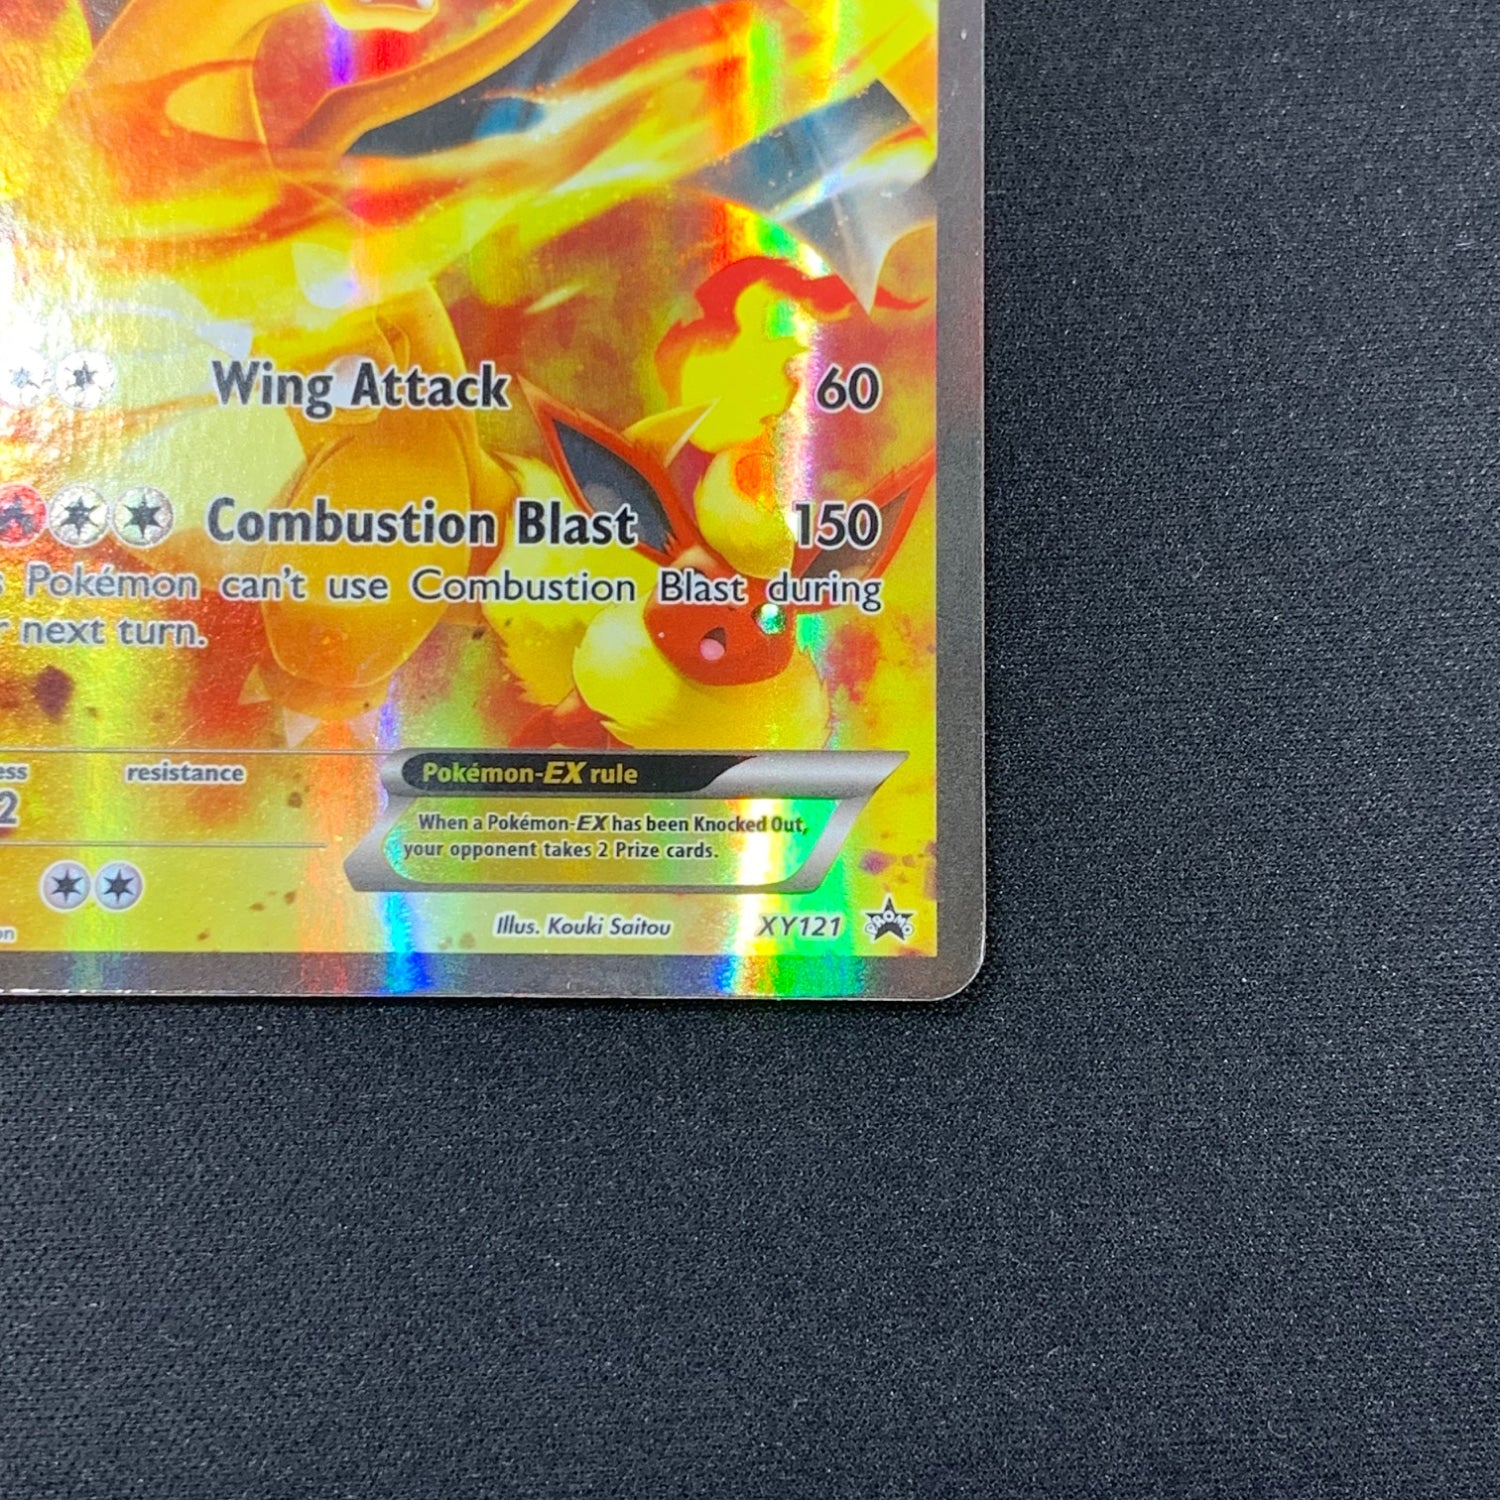 Wing Attack 60
Combustion Blast 150
Pokémon can't use Combustion Blast during
next turn.
resistance
2
Pokémon-EX rule
When a Pokémon-EX has been Knocked Out,
your opponent takes 2 Prize cards.
Illus. Kouki Saitou XY121 PROMO